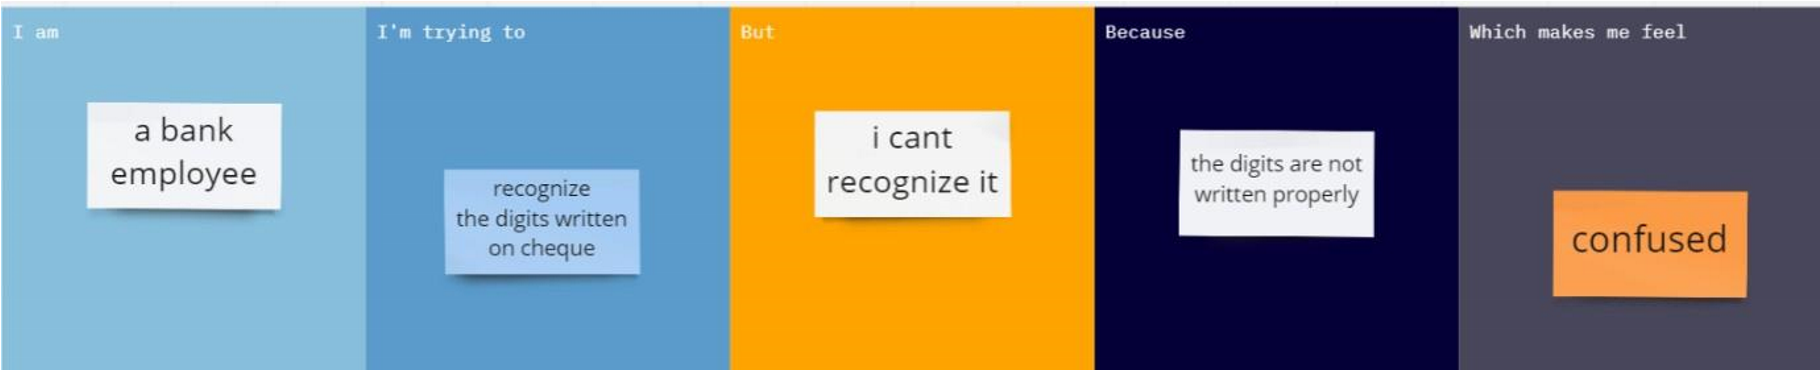 I am
a bank
employee
I'm trying to
recognize
the digits written
on cheque
But
i cant
recognize it
Because
the digits are not
written properly
Which makes me feel
confused